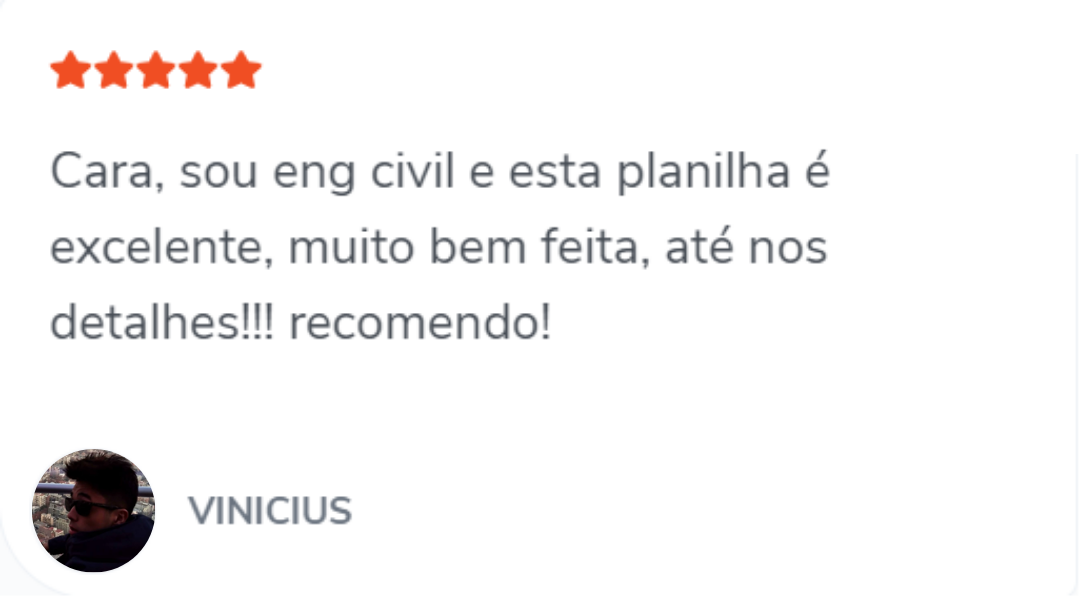 Cara, sou eng civil e esta planilha é
excelente, muito bem feita, até nos
detalhes!!! recomendo!
VINICIUS